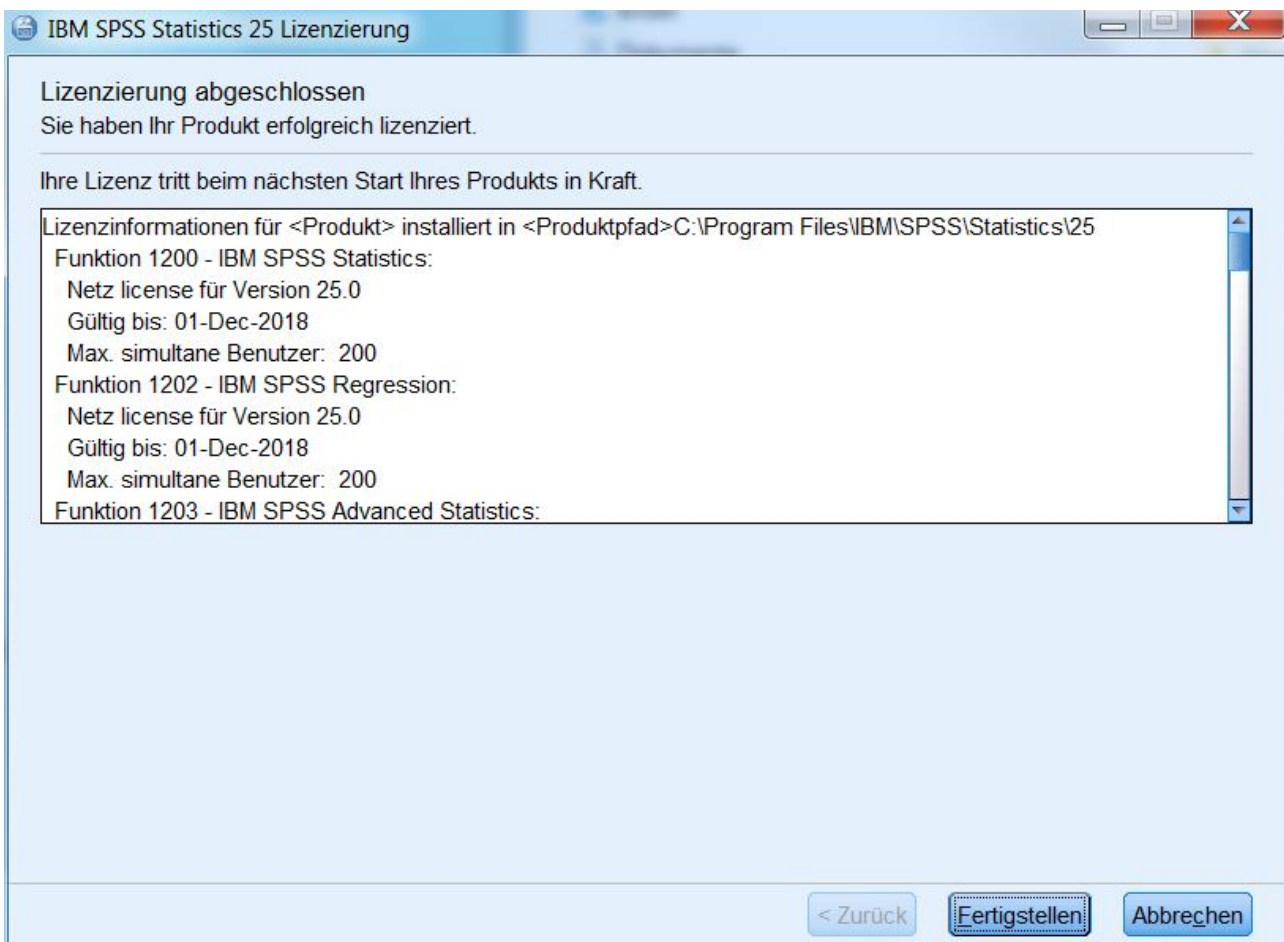 IBM SPSS Statistics 25 Lizenzierung
Lizenzierung abgeschlossen
Sie haben Ihr Produkt erfolgreich lizenziert.
Ihre Lizenz tritt beim nächsten Start Ihres Produkts in Kraft.
Lizenzinformationen für <Produkt> installiert in <Produktpfad>C:\Program Files\IBM\SPSS\Statistics\25
Funktion 1200 - IBM SPSS Statistics:
Netz license für Version 25.0
Gültig bis: 01-Dec-2018
Max. simultane Benutzer:  200
Funktion 1202 - IBM SPSS Regression:
Netz license für Version 25.0
Gültig bis: 01-Dec-2018
Max. simultane Benutzer:  200
Funktion 1203 - IBM SPSS Advanced Statistics:
< Zurück Fertigstellen Abbrechen